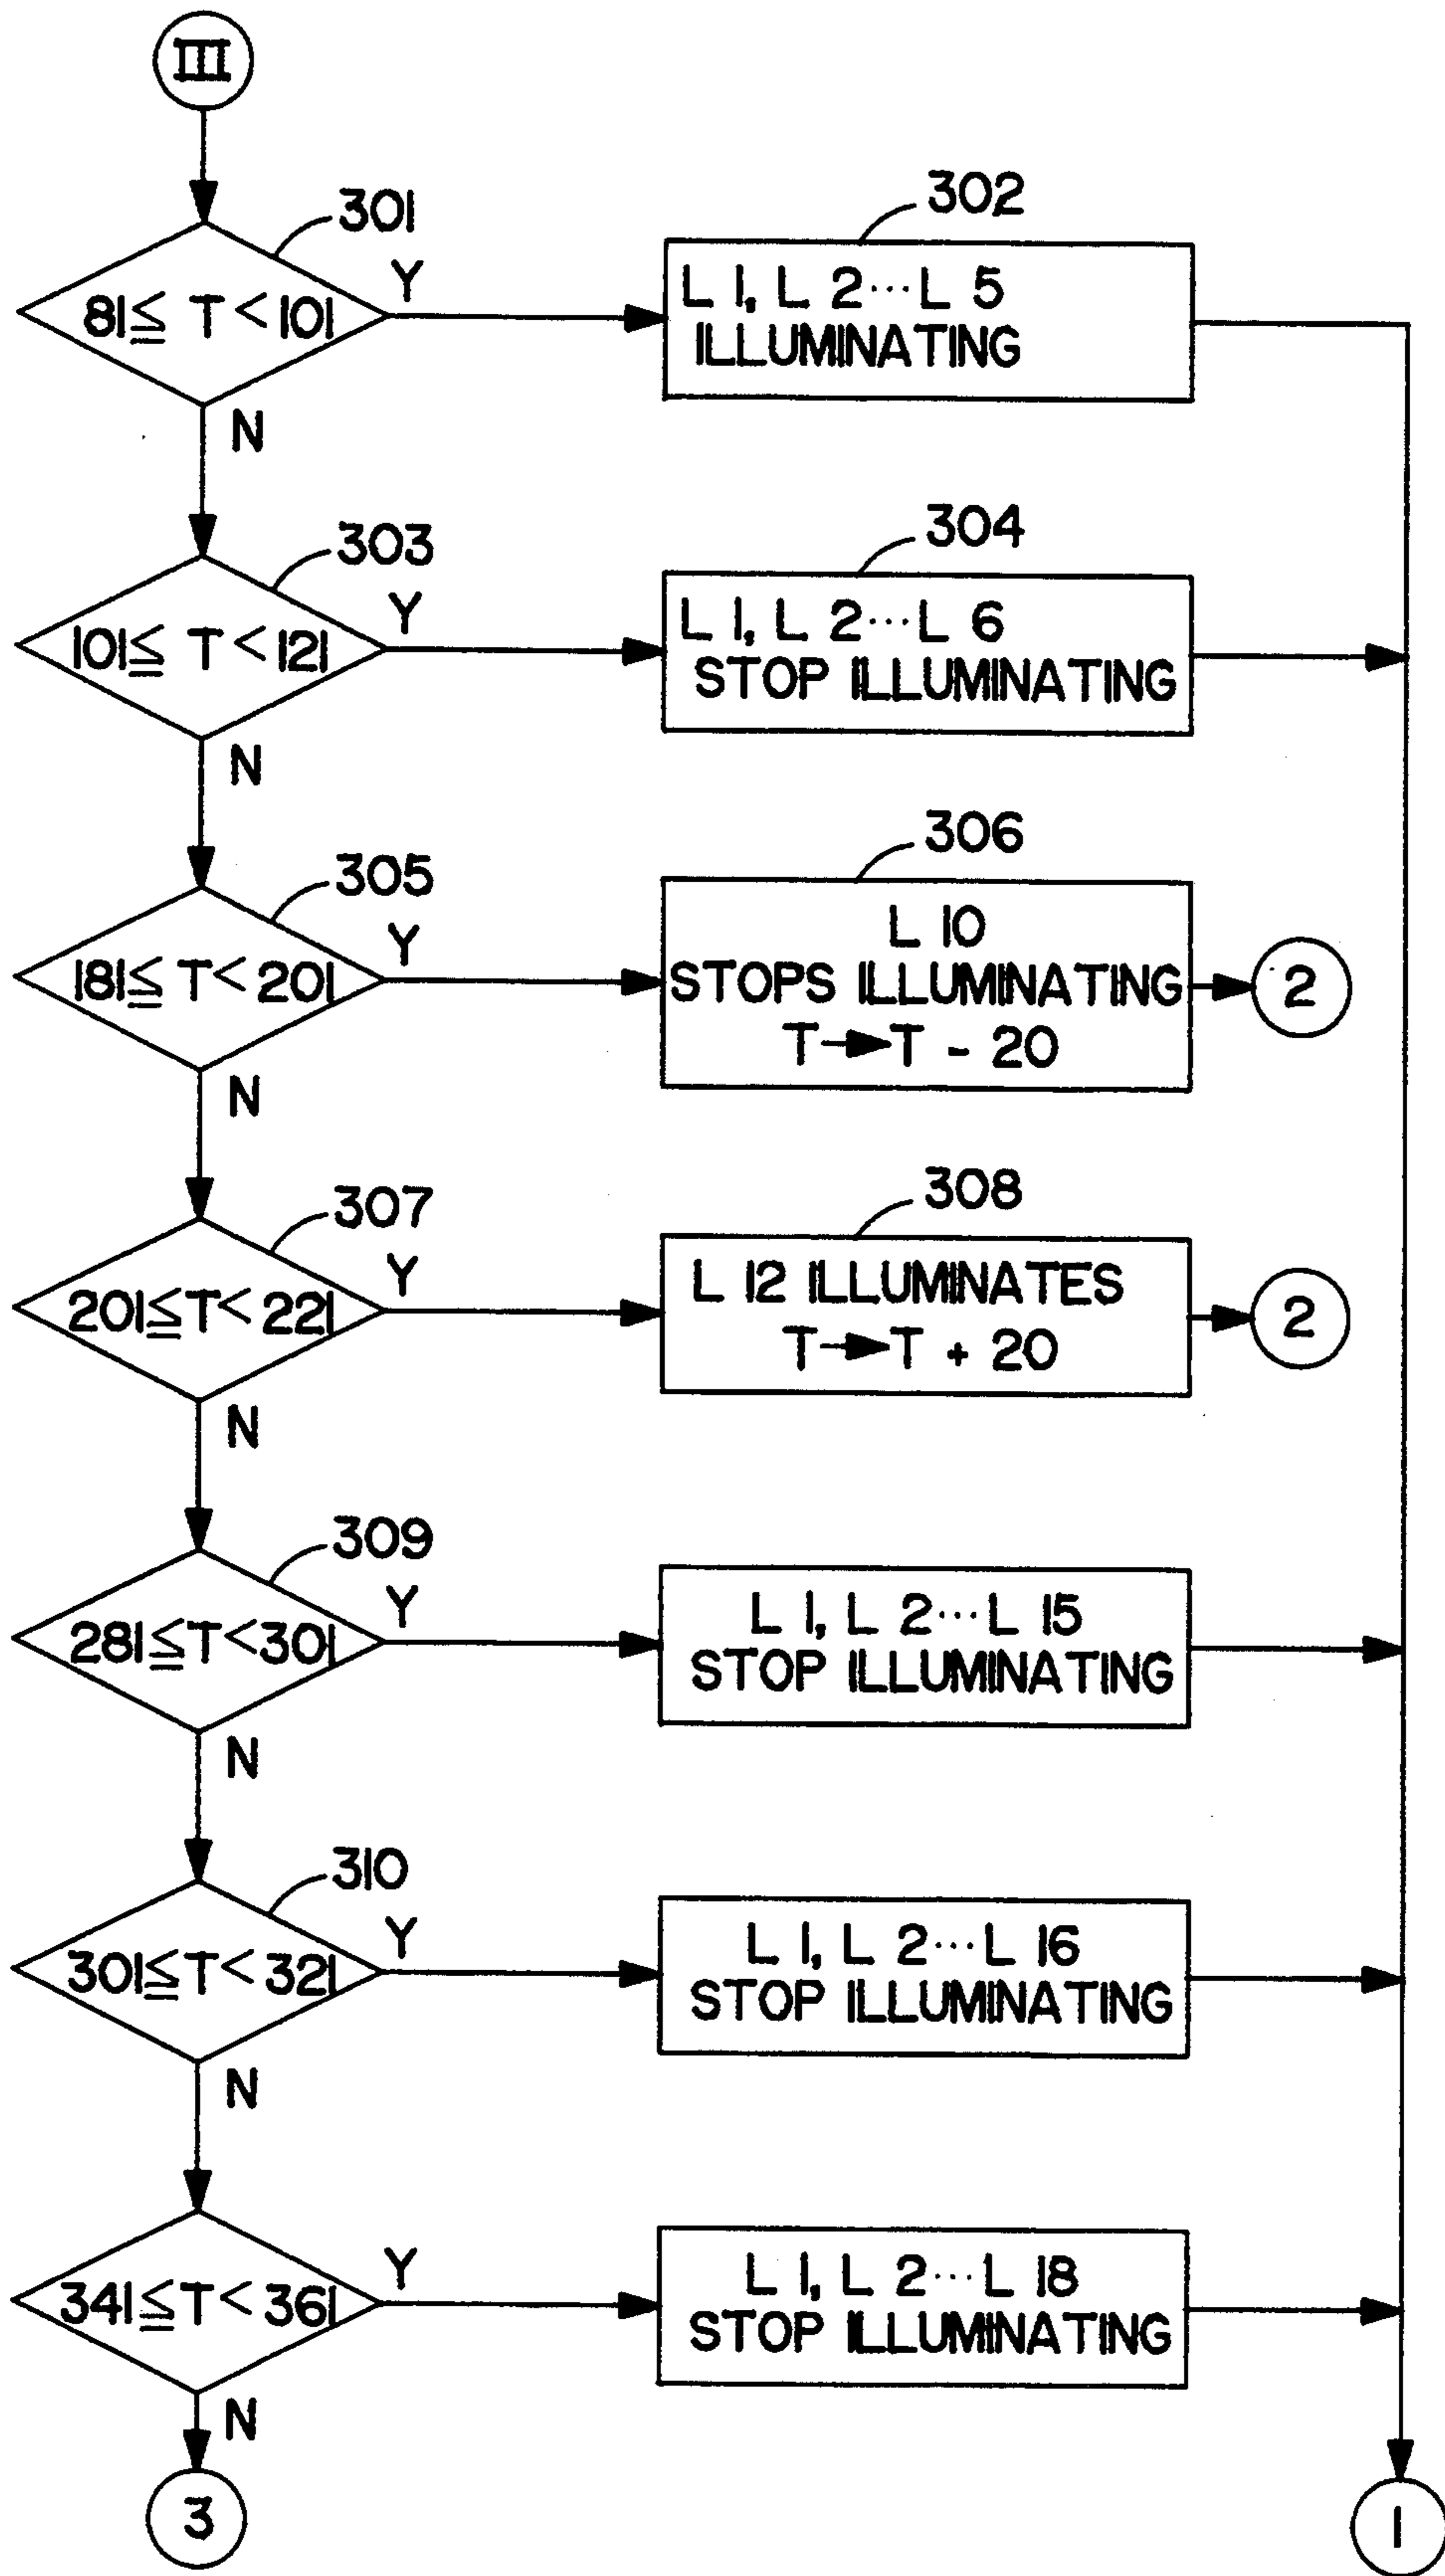 III
301
302
81≦ T <101
Y
L 1, L 2···L 5
ILLUMINATING
N
303
304
101≦ T <121
Y
L 1, L 2···L 6
STOP ILLUMINATING
N
305
306
181≦ T< 201
Y
L 10
STOPS ILLUMINATING
T→T - 20
2
N
307
308
201≦T< 221
Y
L 12 ILLUMINATES
T→T + 20
2
N
309
281≦T<301
Y
L 1, L 2···L 15
STOP ILLUMINATING
N
310
301≦T< 321
Y
L 1, L 2···L 16
STOP ILLUMINATING
N
341≦T< 361
Y
L 1, L 2···L 18
STOP ILLUMINATING
N
3
1